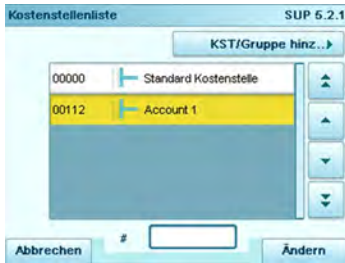 Kostenstellenliste SUP 5.2.1
KST/Gruppe hinz..
00000 Standard Kostenstelle
00112 Account 1
#
Abbrechen Ändern